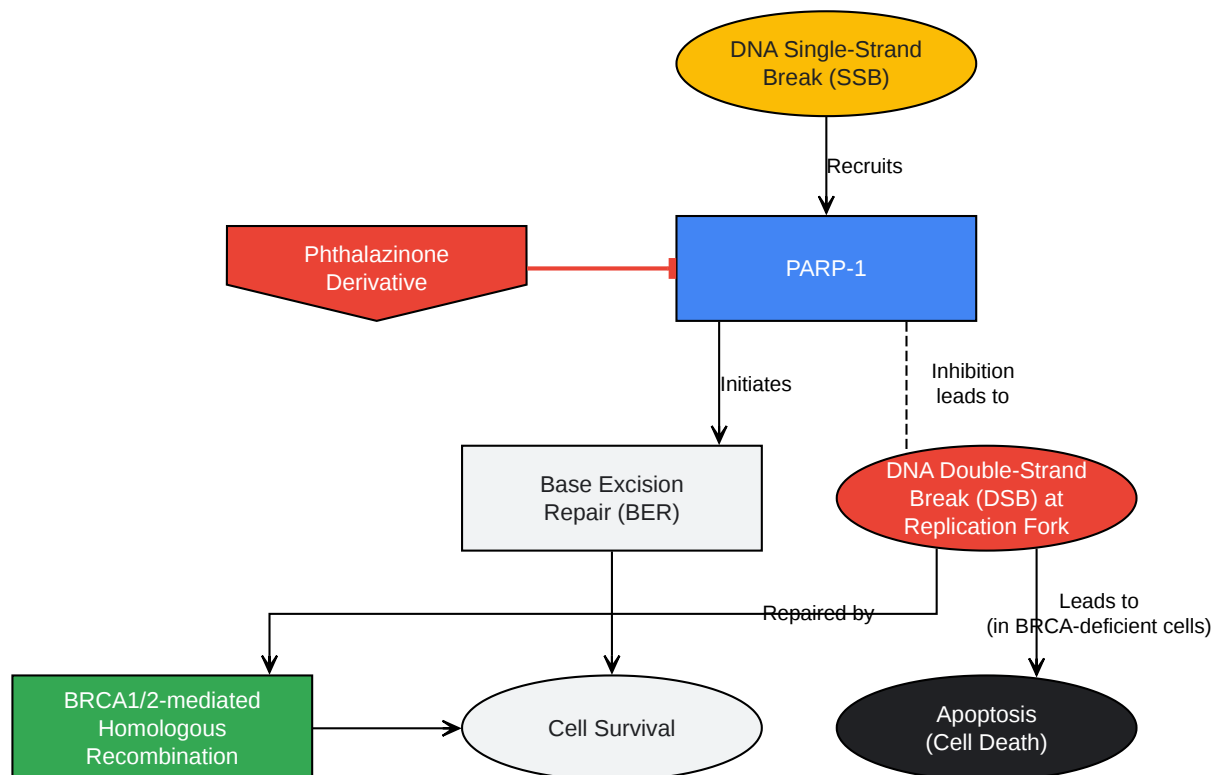 DNA Single-Strand
Break (SSB)
Recruits
Phthalazinone
Derivative
PARP-1
Initiates
Inhibition
leads to
Base Excision
Repair (BER)
DNA Double-Strand
Break (DSB) at
Replication Fork
Repaired by
Leads to
(in BRCA-deficient cells)
BRCA1/2-mediated
Homologous
Recombination
Cell Survival
Apoptosis
(Cell Death)